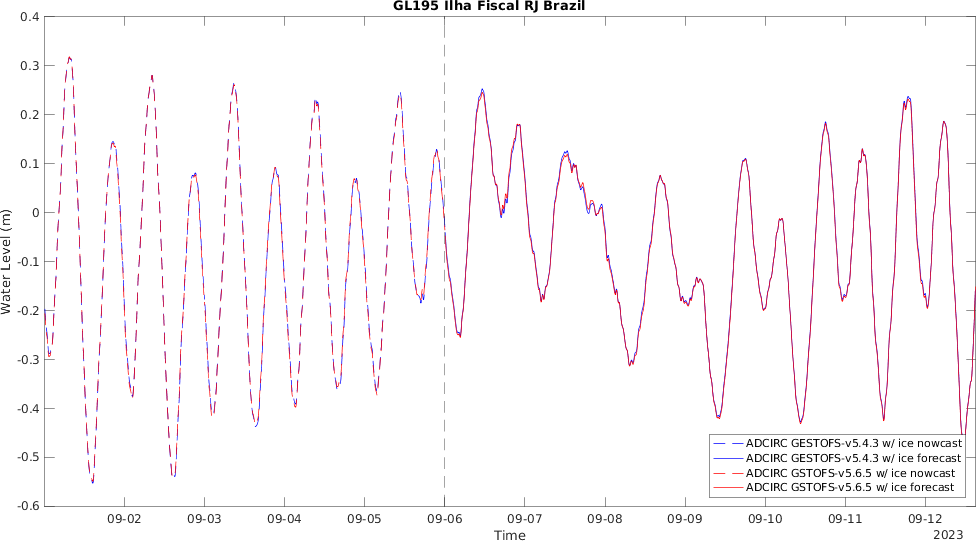 GL195 Ilha Fiscal RJ Brazil
0.4
0.3
0.2
0.1
0
-0.1
-0.2
-0.3
-0.4
-0.5
-0.6
Water Level (m)
ADCIRC GESTOFS-v5.4.3 w/ ice nowcast
ADCIRC GESTOFS-v5.4.3 w/ ice forecast
ADCIRC GSTOFS-v5.6.5 w/ ice nowcast
ADCIRC GSTOFS-v5.6.5 w/ ice forecast
09-02 09-03 09-04 09-05 09-06 09-07 09-08 09-09 09-10 09-11 09-12
Time
2023